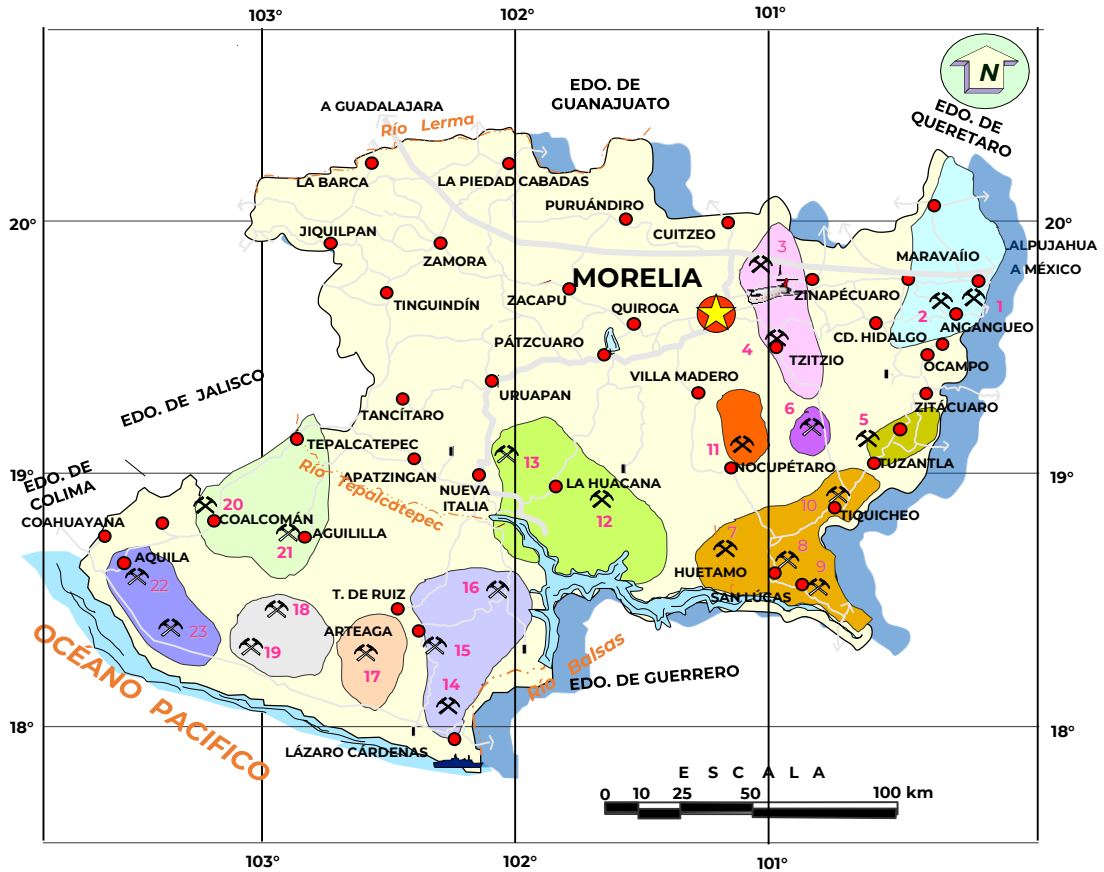 103°
102°
101°
N
EDO. DE
QUERETARO
EDO. DE
GUANAJUATO
A GUADALAJARA
Río Lerma
LA BARCA
LA PIEDAD CABADAS
PURUÁNDIRO
CUITZEO
20°
20°
JIQUILPAN
ZAMORA
3
MARAVAÍIO
ALPUJAHUA
A MÉXICO
MORELIA
TINGUINDÍN
ZACAPU
QUIROGA
ZINAPÉCUARO
2
1
ANGANGUEO
PÁTZCUARO
4
TZITZIO
CD. HIDALGO
OCAMPO
EDO. DE JALISCO
URUAPAN
VILLA MADERO
TANCÍTARO
6
5
ZITÁCUARO
TEPALCATEPEC
11
Río Tepalcatepec
APATZINGAN
13
NOCUPÉTARO
TUZANTLA
19°
19°
EDO. DE
COLIMA
NUEVA
ITALIA
LA HUACANA
12
COAHUAYANA
20
COALCOMÁN
10
TIQUICHEO
21
AGUILILLA
7
8
AQUILA
HUETAMO
9
22
16
SAN LÚCAS
T. DE RUIZ
18
ARTEAGA
23
19
15
17
14
OCÉANO PACIFICO
Río Balsas
EDO. DE GUERRERO
18°
18°
LÁZARO CÁRDENAS
ESCALA
0 10 25 50 100 km
103°
102°
101°